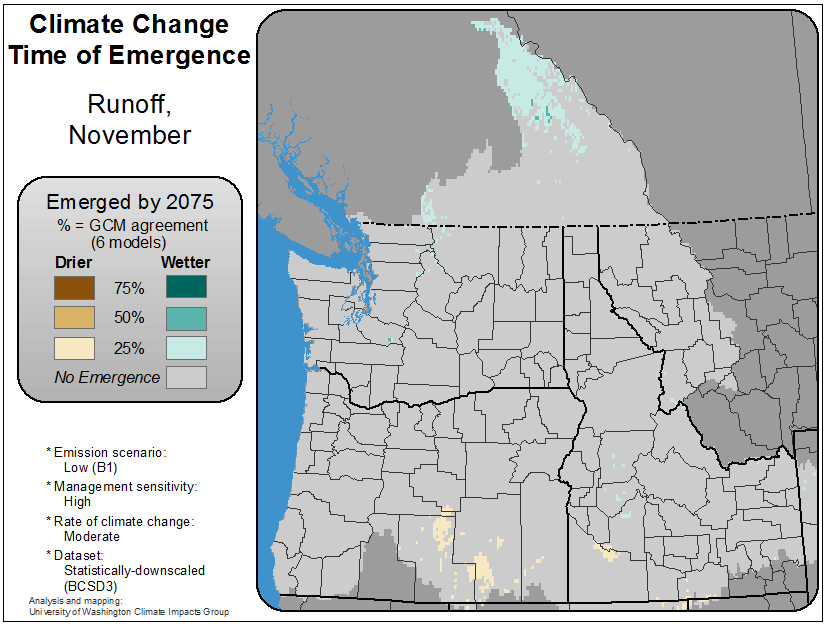 Climate Change
Time of Emergence
Runoff,
November
Emerged by 2075
% = GCM agreement
(6 models)
Drier Wetter
75%
50%
25%
No Emergence
* Emission scenario:
Low (B1)
* Management sensitivity:
High
* Rate of climate change:
Moderate
* Dataset:
Statistically-downscaled
(BCSD3)
Analysis and mapping:
University of Washington Climate Impacts Group